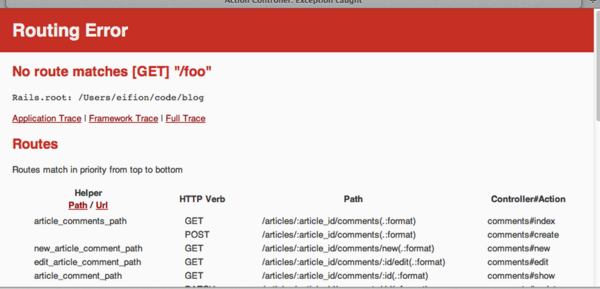 Action Controller: Exception caught
Routing Error
No route matches [GET] "/foo"
Rails.root: /Users/eifion/code/blog
Application Trace | Framework Trace | Full Trace
Routes
Routes match in priority from top to bottom
Helper HTTP Verb Path Controller#Action
Path / Url
article_comments_path GET /articles/:article_id/comments(.:format) comments#index
POST /articles/:article_id/comments(.:format) comments#create
new_article_comment_path GET /articles/:article_id/comments/new(.:format) comments#new
edit_article_comment_path GET /articles/:article_id/comments/:id/edit(.:format) comments#edit
article_comment_path GET /articles/:article_id/comments/:id(.:format) comments#show